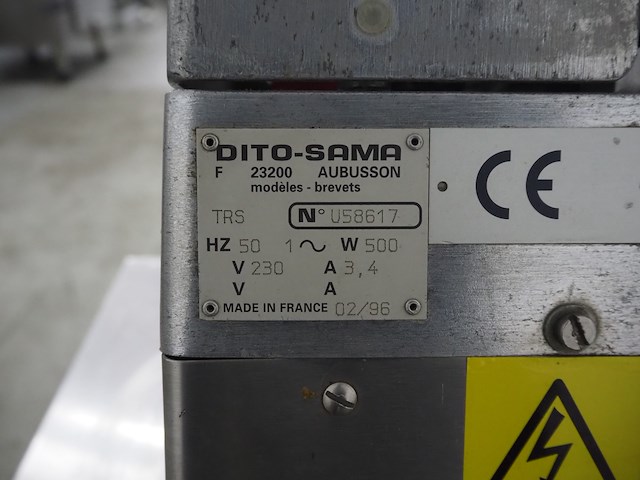 DITO-SAMA
F 23200 AUBUSSON
modèles - brevets
TRS N° U58617
HZ 50 1~ W 500
V 230 A 3,4
V A
MADE IN FRANCE 02/96
CE